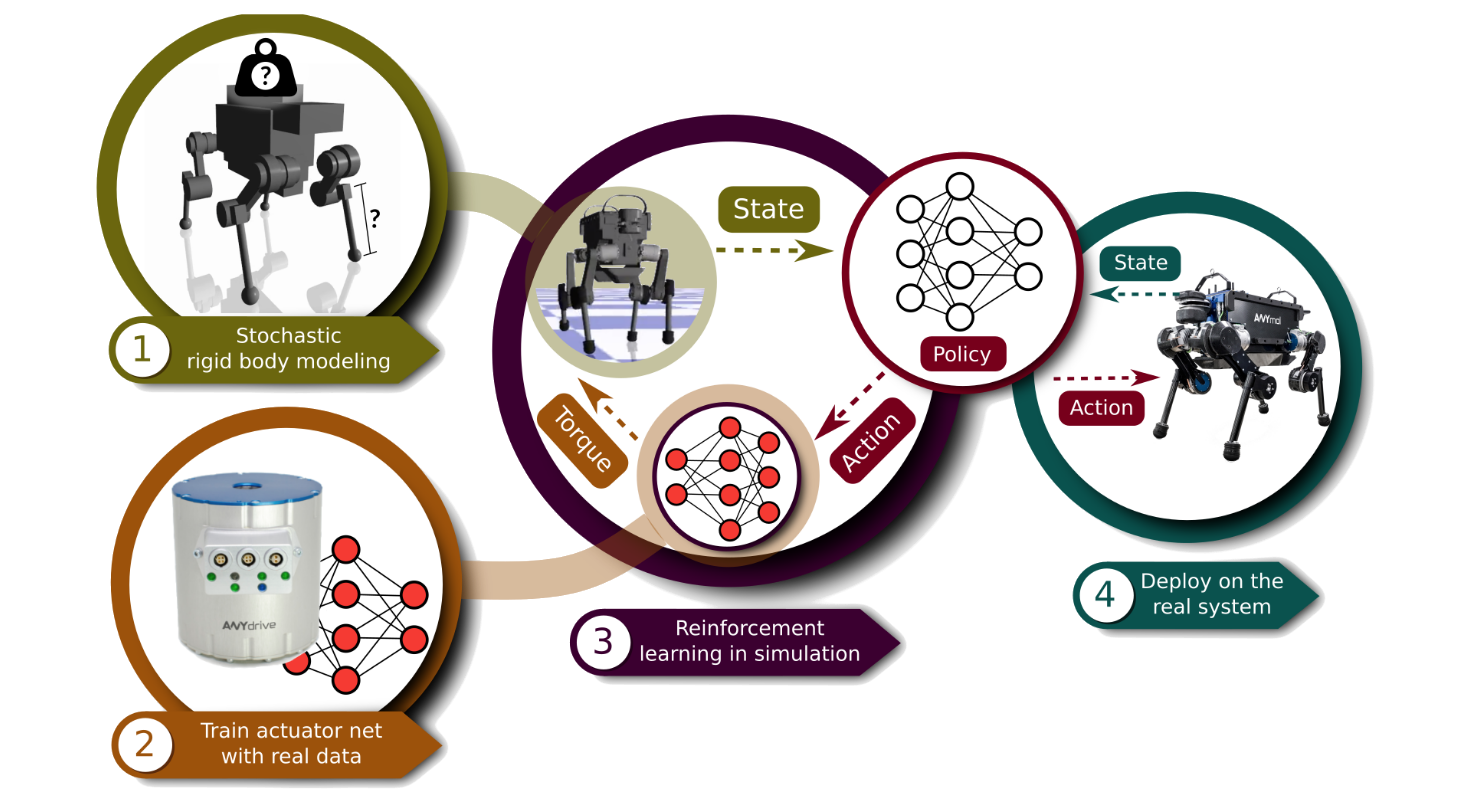 ?
?
1
Stochastic
rigid body modeling
ANYdrive
2
Train actuator net
with real data
State
Policy
Action
Torque
3
Reinforcement
learning in simulation
State
ANYmal
Action
4
Deploy on the
real system